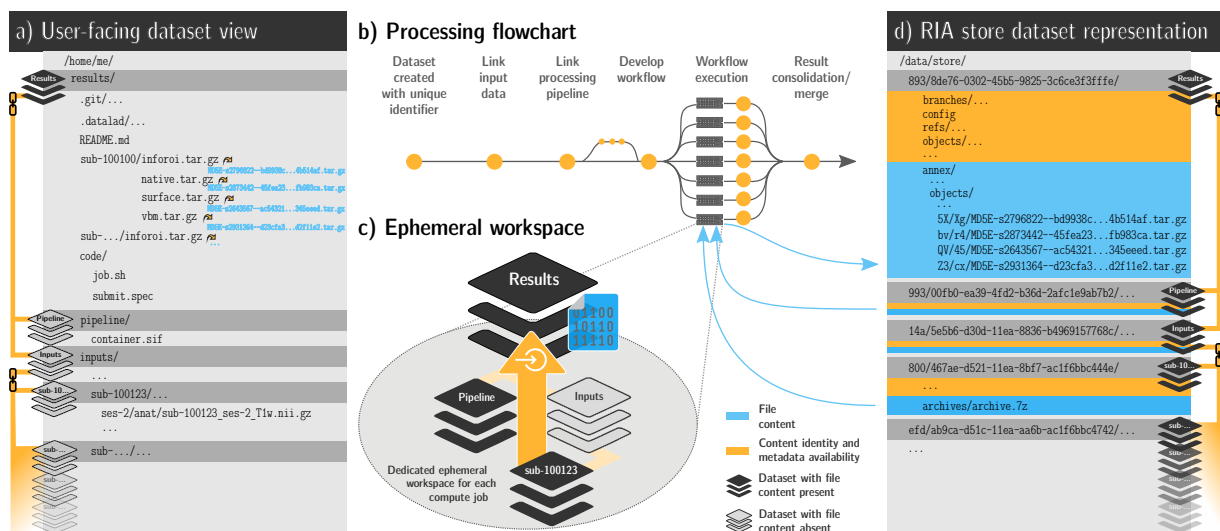 a) User-facing dataset view
/home/me/
Results
results/
.git/...
.datalad/...
README.md
sub-100100/inforoi.tar.gz
MD5E-s2796822--bd9938c...4b514af.tar.gz
native.tar.gz
MD5E-s2873442--45fea23...fb983ca.tar.gz
surface.tar.gz
MD5E-s2643567--ac54321...345eeed.tar.gz
vbm.tar.gz
MD5E-s2931364--d23cfa3...d2f11e2.tar.gz
sub-.../inforoi.tar.gz
...
code/
job.sh
submit.spec
Pipeline
pipeline/
container.sif
Inputs
inputs/
...
sub-10...
sub-100123/...
ses-2/anat/sub-100123_ses-2_T1w.nii.gz
...
sub-...
sub-.../...
sub-...
b) Processing flowchart
Dataset
created
with unique
identifier
Link
input
data
Link
processing
pipeline
Develop
workflow
Workflow
execution
Result
consolidation/
merge
c) Ephemeral workspace
Results
01100
10110
11110
Pipeline
Inputs
sub-100123
Dedicated ephemeral
workspace for each
compute job
File
content
Content identity and
metadata availability
Dataset with file
content present
Dataset with file
content absent
d) RIA store dataset representation
/data/store/
893/8de76-0302-45b5-9825-3c6ce3f3fffe/
Results
branches/...
config
refs/...
objects/...
...
annex/
...
objects/
...
5X/Xg/MD5E-s2796822--bd9938c...4b514af.tar.gz
bv/r4/MD5E-s2873442--45fea23...fb983ca.tar.gz
QV/45/MD5E-s2643567--ac54321...345eeed.tar.gz
Z3/cx/MD5E-s2931364--d23cfa3...d2f11e2.tar.gz
993/00fb0-ea39-4fd2-b36d-2afc1e9ab7b2/...
Pipeline
14a/5e5b6-d30d-11ea-8836-b4969157768c/...
Inputs
800/467ae-d521-11ea-8bf7-ac1f6bbc444e/
sub-10...
...
archives/archive.7z
efd/ab9ca-d51c-11ea-aa6b-ac1f6bbc4742/...
sub-...
...
sub-...